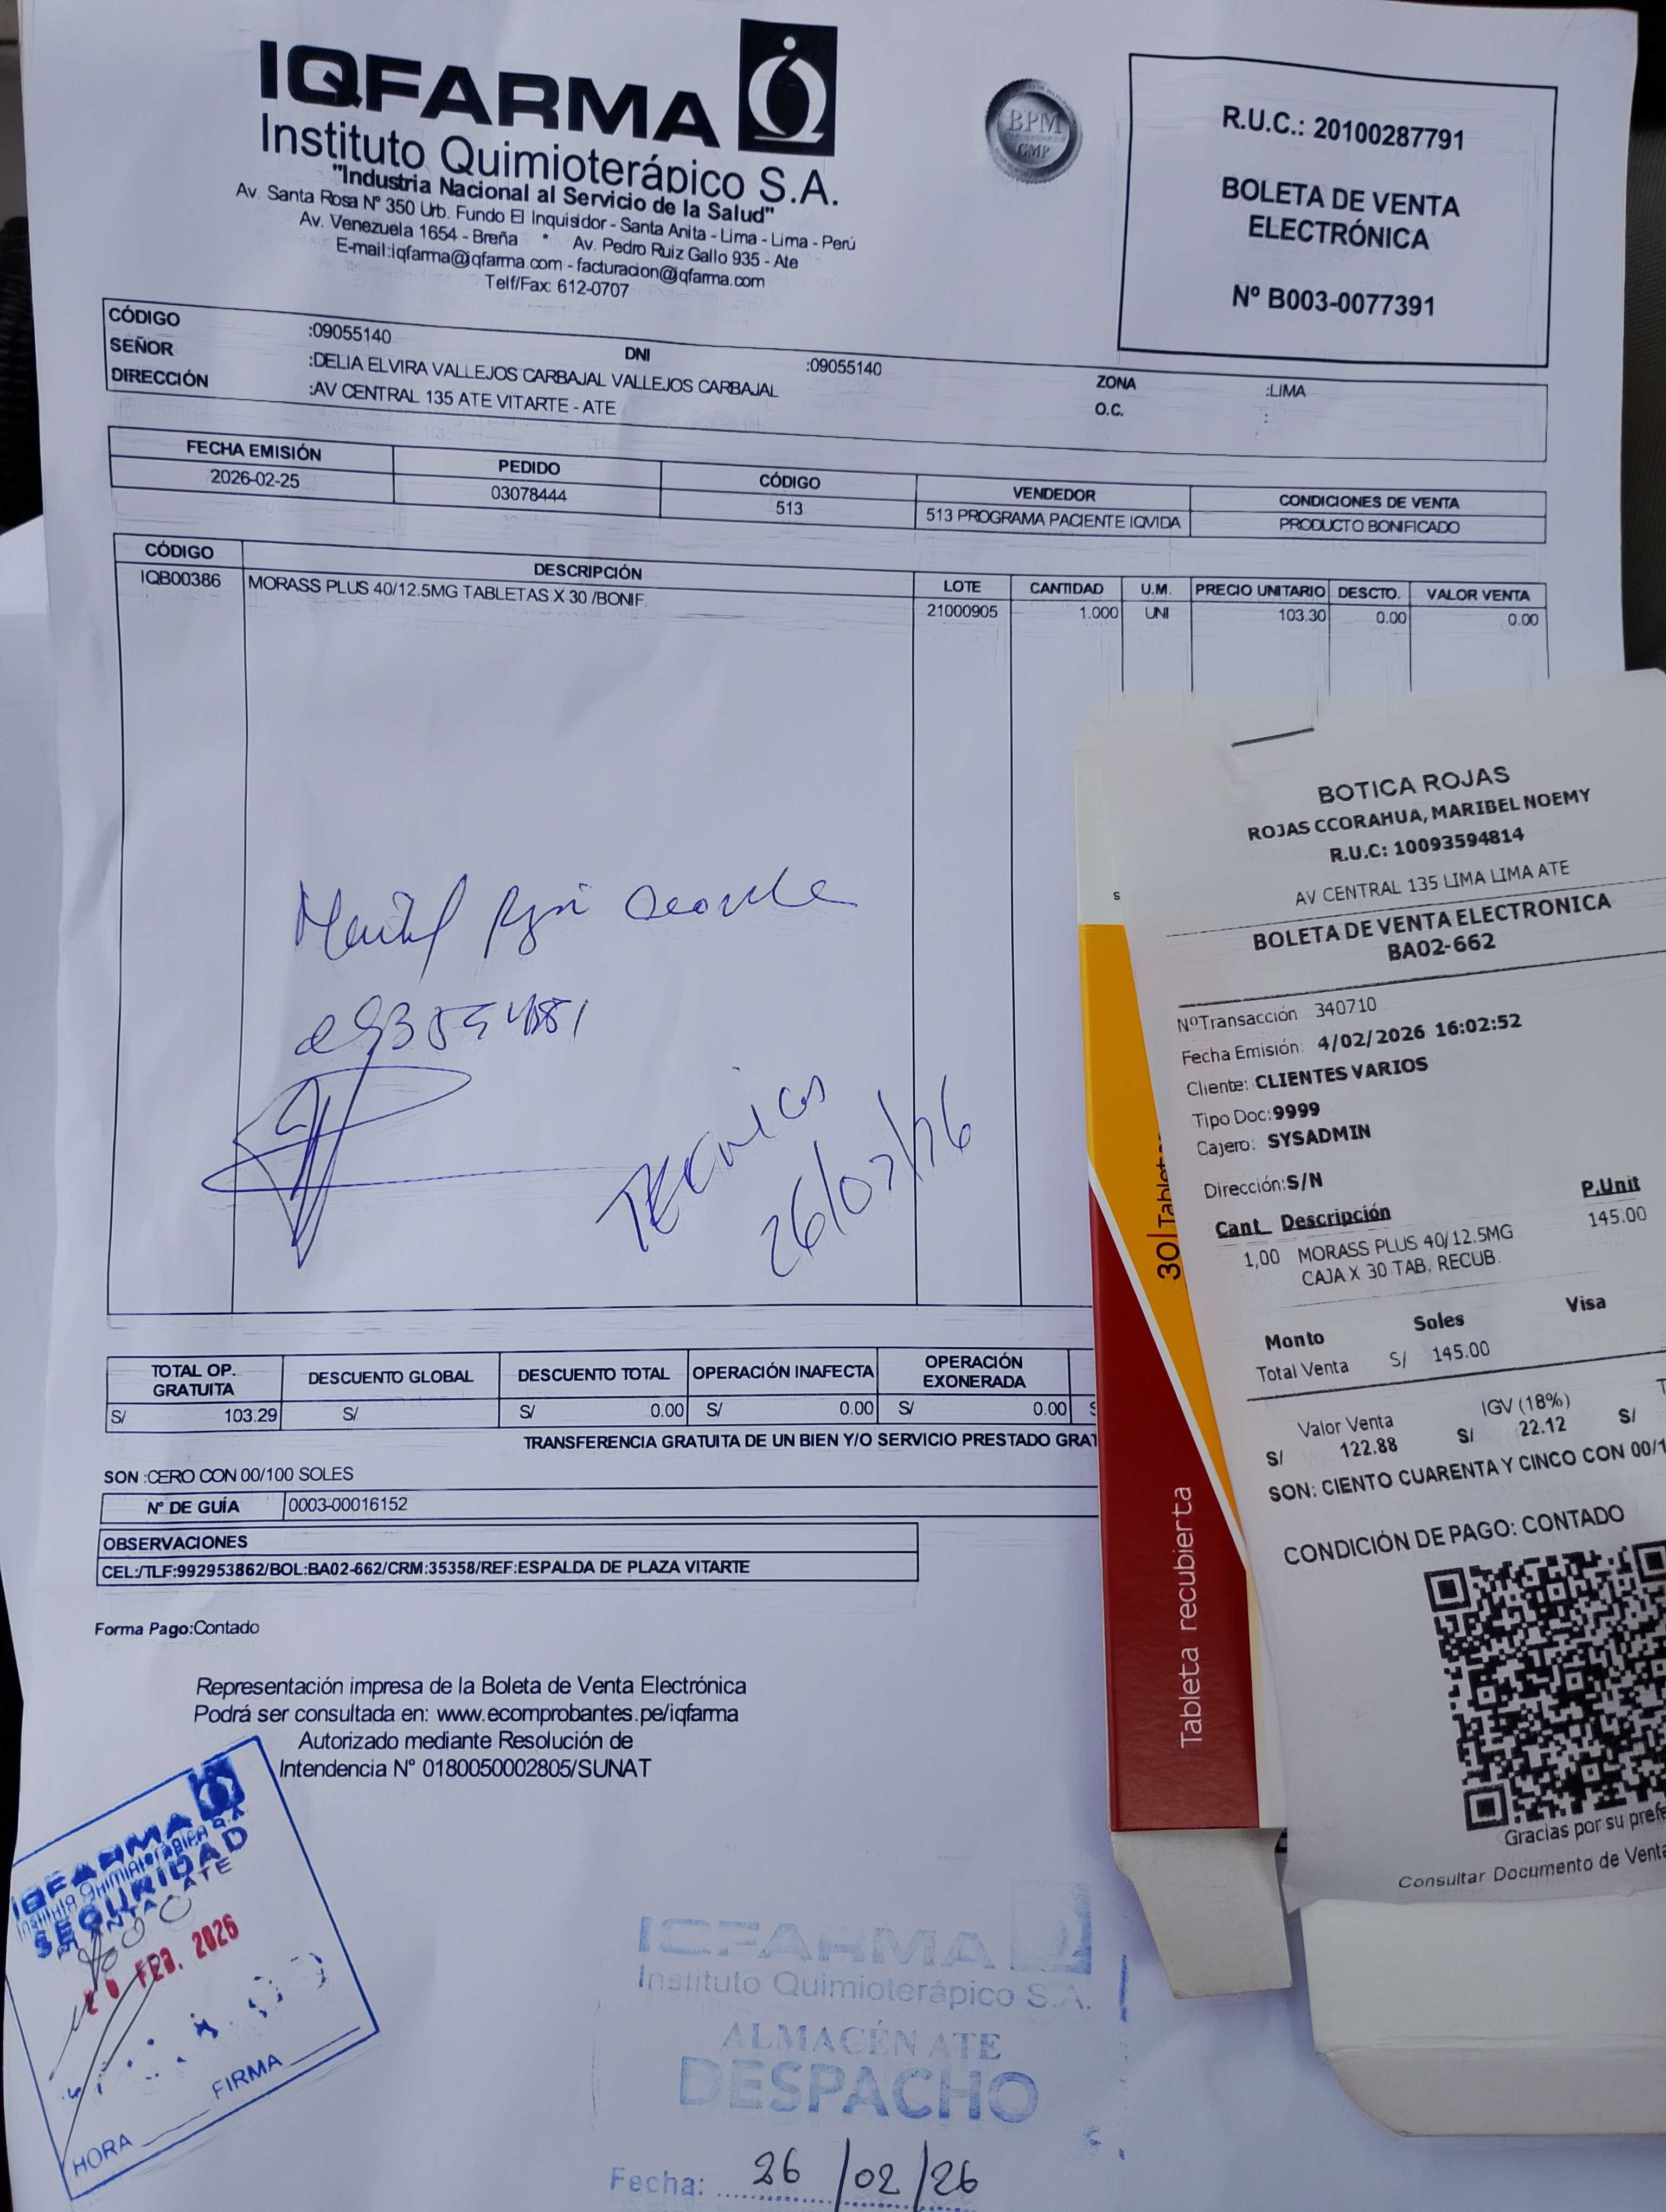 IQFARMA
Instituto Quimioterápico S.A.
"Industria Nacional al Servicio de la Salud"
Av. Santa Rosa Nº 350 Urb. Fundo El Inquisidor - Santa Anita - Lima - Lima - Perú
Av. Venezuela 1654 - Breña * Av. Pedro Ruiz Gallo 935 - Ate
E-mail:iqfarma@iqfarma.com - facturacion@iqfarma.com
Telf/Fax: 612-0707
BPM
GMP
R.U.C.: 20100287791
BOLETA DE VENTA
ELECTRÓNICA
Nº B003-0077391
CÓDIGO :09055140 DNI :09055140 ZONA :LIMA
SEÑOR :DELIA ELVIRA VALLEJOS CARBAJAL VALLEJOS CARBAJAL O.C. :
DIRECCIÓN :AV CENTRAL 135 ATE VITARTE - ATE
FECHA EMISIÓN PEDIDO CÓDIGO VENDEDOR CONDICIONES DE VENTA
2026-02-25 03078444 513 513 PROGRAMA PACIENTE IQVIDA PRODUCTO BONIFICADO
CÓDIGO DESCRIPCIÓN LOTE CANTIDAD U.M. PRECIO UNITARIO DESCTO. VALOR VENTA
IQB00386 MORASS PLUS 40/12.5MG TABLETAS X 30 /BONIF. 21000905 1.000 UNI 103.30 0.00 0.00
09359481
TECNICA
26/02/26
TOTAL OP. GRATUITA DESCUENTO GLOBAL DESCUENTO TOTAL OPERACIÓN INAFECTA OPERACIÓN EXONERADA
S/ 103.29 S/ S/ 0.00 S/ 0.00 S/ 0.00 S
TRANSFERENCIA GRATUITA DE UN BIEN Y/O SERVICIO PRESTADO GRAT
SON :CERO CON 00/100 SOLES
Nº DE GUÍA 0003-00016152
OBSERVACIONES
CEL:/TLF:992953862/BOL:BA02-662/CRM:35358/REF:ESPALDA DE PLAZA VITARTE
Forma Pago:Contado
Representación impresa de la Boleta de Venta Electrónica
Podrá ser consultada en: www.ecomprobantes.pe/iqfarma
Autorizado mediante Resolución de
Intendencia N° 0180050002805/SUNAT
IQFARMA
Instituto Quimioterápico S.A.
SEGURIDAD
PLANTA ATE
FEB. 2026
FIRMA
HORA
IQFARMA
Instituto Quimioterápico S.A.
ALMACÉN ATE
DESPACHO
Fecha: 26/02/26
30 Tabletas
Tableta recubierta
BOTICA ROJAS
ROJAS CCORAHUA, MARIBEL NOEMY
R.U.C: 10093594814
AV CENTRAL 135 LIMA LIMA ATE
BOLETA DE VENTA ELECTRONICA
BA02-662
NºTransacción 340710
Fecha Emisión: 4/02/2026 16:02:52
Cliente: CLIENTES VARIOS
Tipo Doc:9999
Cajero: SYSADMIN
Dirección:S/N
Cant. Descripción P.Unit
1,00 MORASS PLUS 40/12.5MG 145.00
CAJA X 30 TAB. RECUB.
Monto Soles Visa
Total Venta S/ 145.00
Valor Venta IGV (18%) T
S/ 122.88 S/ 22.12 S/
SON: CIENTO CUARENTA Y CINCO CON 00/1
CONDICIÓN DE PAGO: CONTADO
Gracias por su prefe
Consultar Documento de Venta